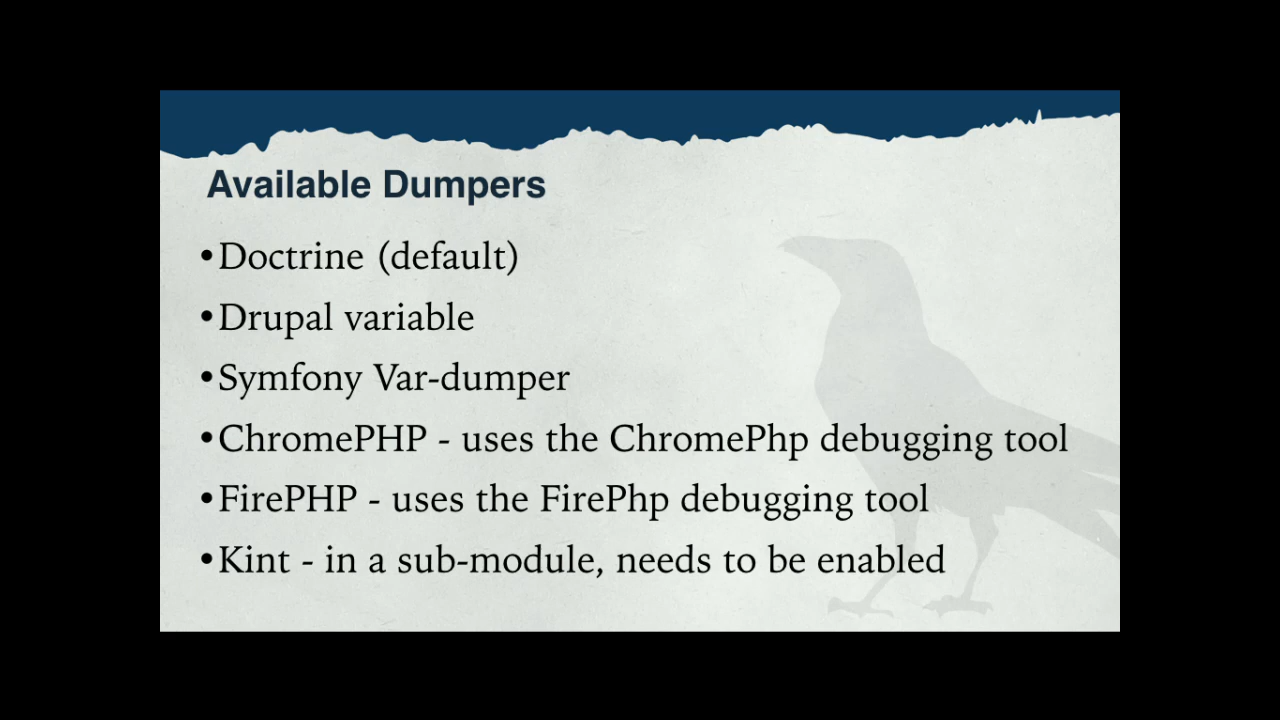 Available Dumpers
•Doctrine (default)
•Drupal variable
•Symfony Var-dumper
•ChromePHP - uses the ChromePhp debugging tool
•FirePHP - uses the FirePhp debugging tool
•Kint - in a sub-module, needs to be enabled